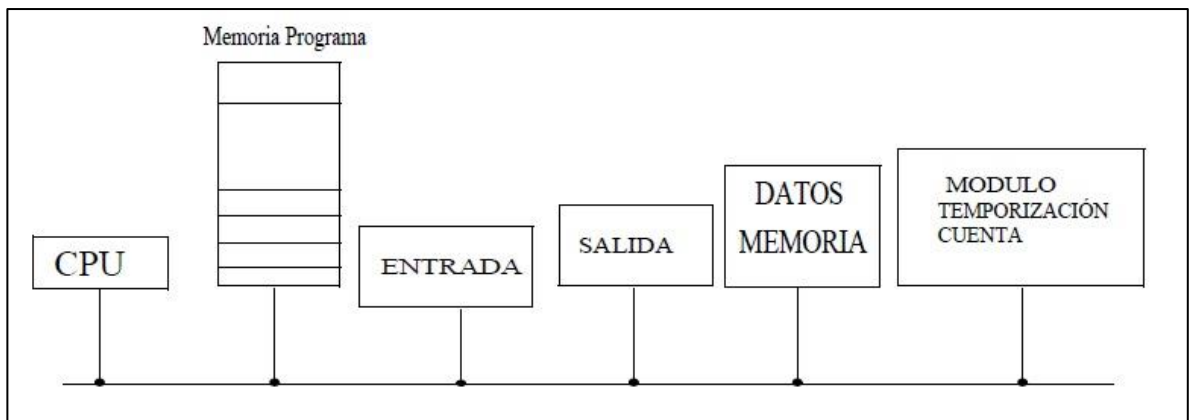 Memoria Programa
CPU
ENTRADA
SALIDA
DATOS
MEMORIA
MODULO
TEMPORIZACIÓN
CUENTA